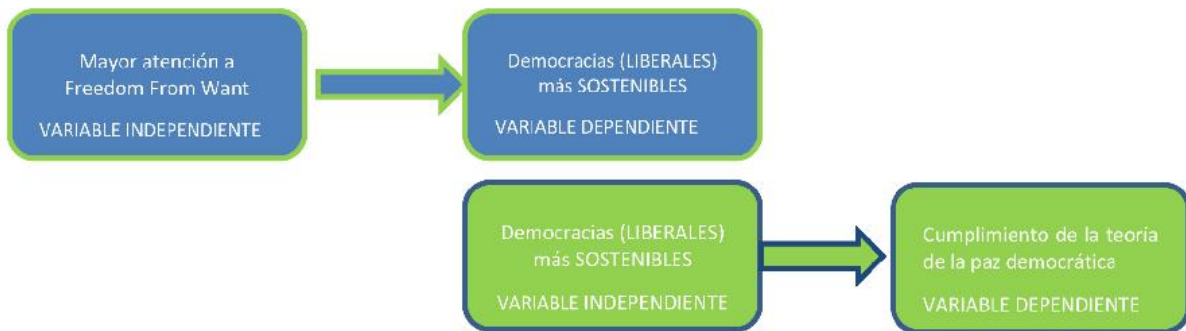 Mayor atención a
Freedom From Want
VARIABLE INDEPENDIENTE
Democracias (LIBERALES)
más SOSTENIBLES
VARIABLE DEPENDIENTE
Democracias (LIBERALES)
más SOSTENIBLES
VARIABLE INDEPENDIENTE
Cumplimiento de la teoría
de la paz democrática
VARIABLE DEPENDIENTE